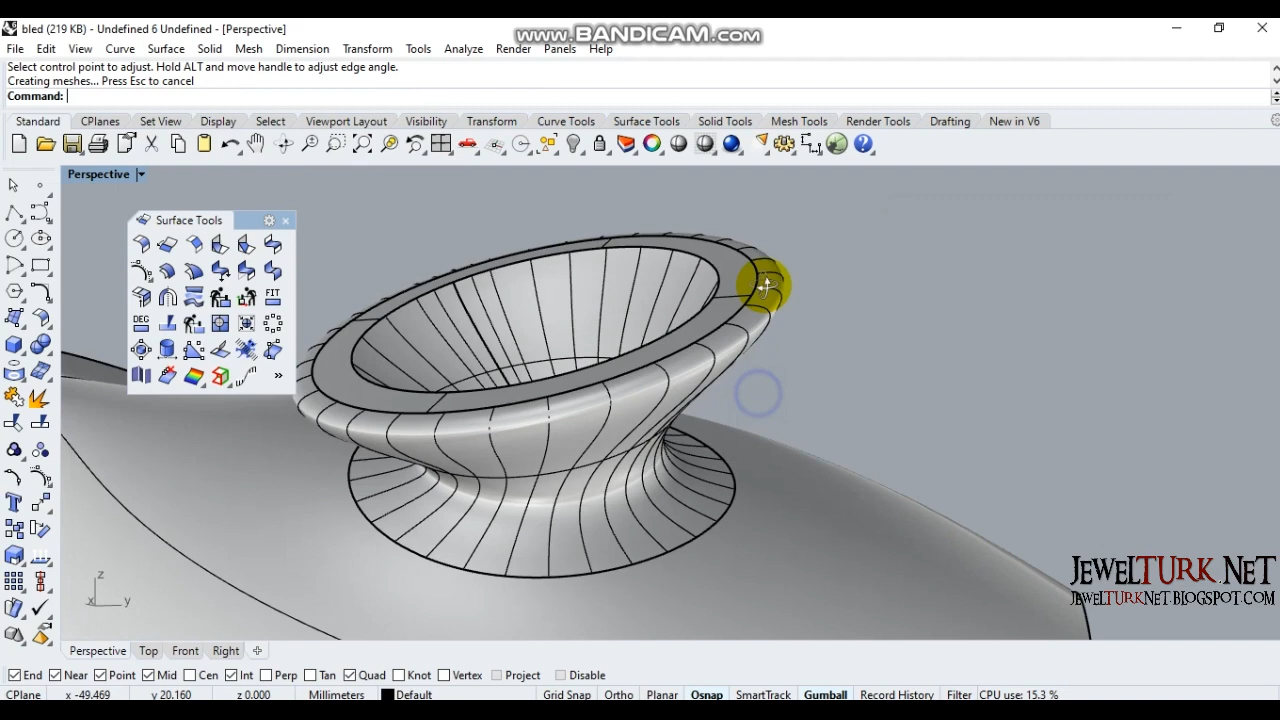 bled (219 KB) - Undefined 6 Undefined - [Perspective]
www.BANDICAM.com
File Edit View Curve Surface Solid Mesh Dimension Transform Tools Analyze Render Panels Help
Select control point to adjust. Hold ALT and move handle to adjust edge angle.
Creating meshes... Press Esc to cancel
Command:
Standard CPlanes Set View Display Select Viewport Layout Visibility Transform Curve Tools Surface Tools Solid Tools Mesh Tools Render Tools Drafting New in V6
Perspective
Surface Tools
FIT
DEG
»
z
x y
JEWELTURK.NET
JEWELTURKNET.BLOGSPOT.COM
Perspective Top Front Right
End Near Point Mid Cen Int Perp Tan Quad Knot Vertex Project Disable
CPlane x -49.469 y 20.160 z 0.000 Millimeters Default Grid Snap Ortho Planar Osnap SmartTrack Gumball Record History Filter CPU use: 15.3 %